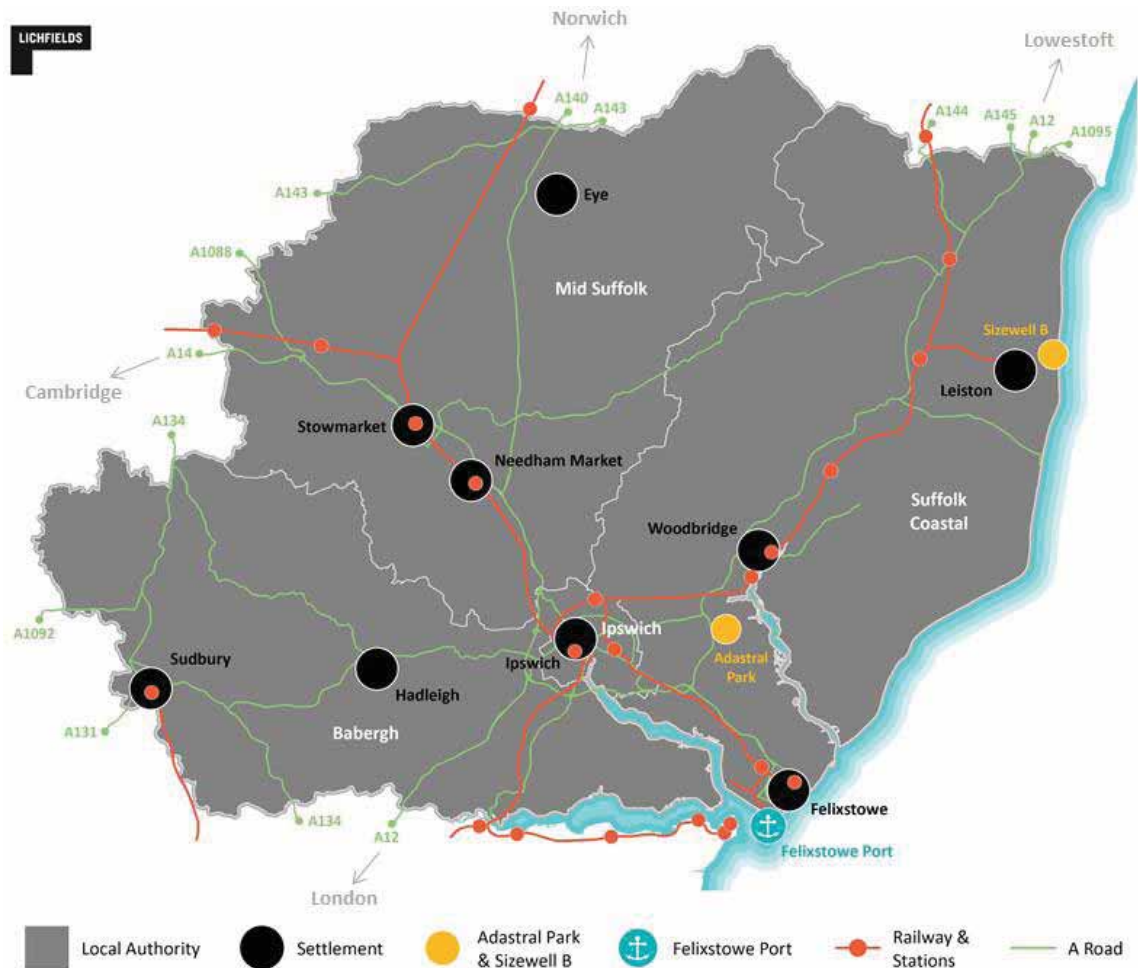 LICHFIELDS
Norwich
Lowestoft
A140
A143
A144
A145
A12
A1095
A143
Eye
A1088
Mid Suffolk
Sizewell B
A14
Cambridge
Leiston
A134
Stowmarket
Needham Market
Suffolk
Coastal
Woodbridge
A1092
Ipswich
Sudbury
Ipswich
Adastral
Park
Hadleigh
A131
Babergh
Felixstowe
A134
A12
Felixstowe Port
London
Local Authority
Settlement
Adastral Park
& Sizewell B
Felixstowe Port
Railway &
Stations
A Road